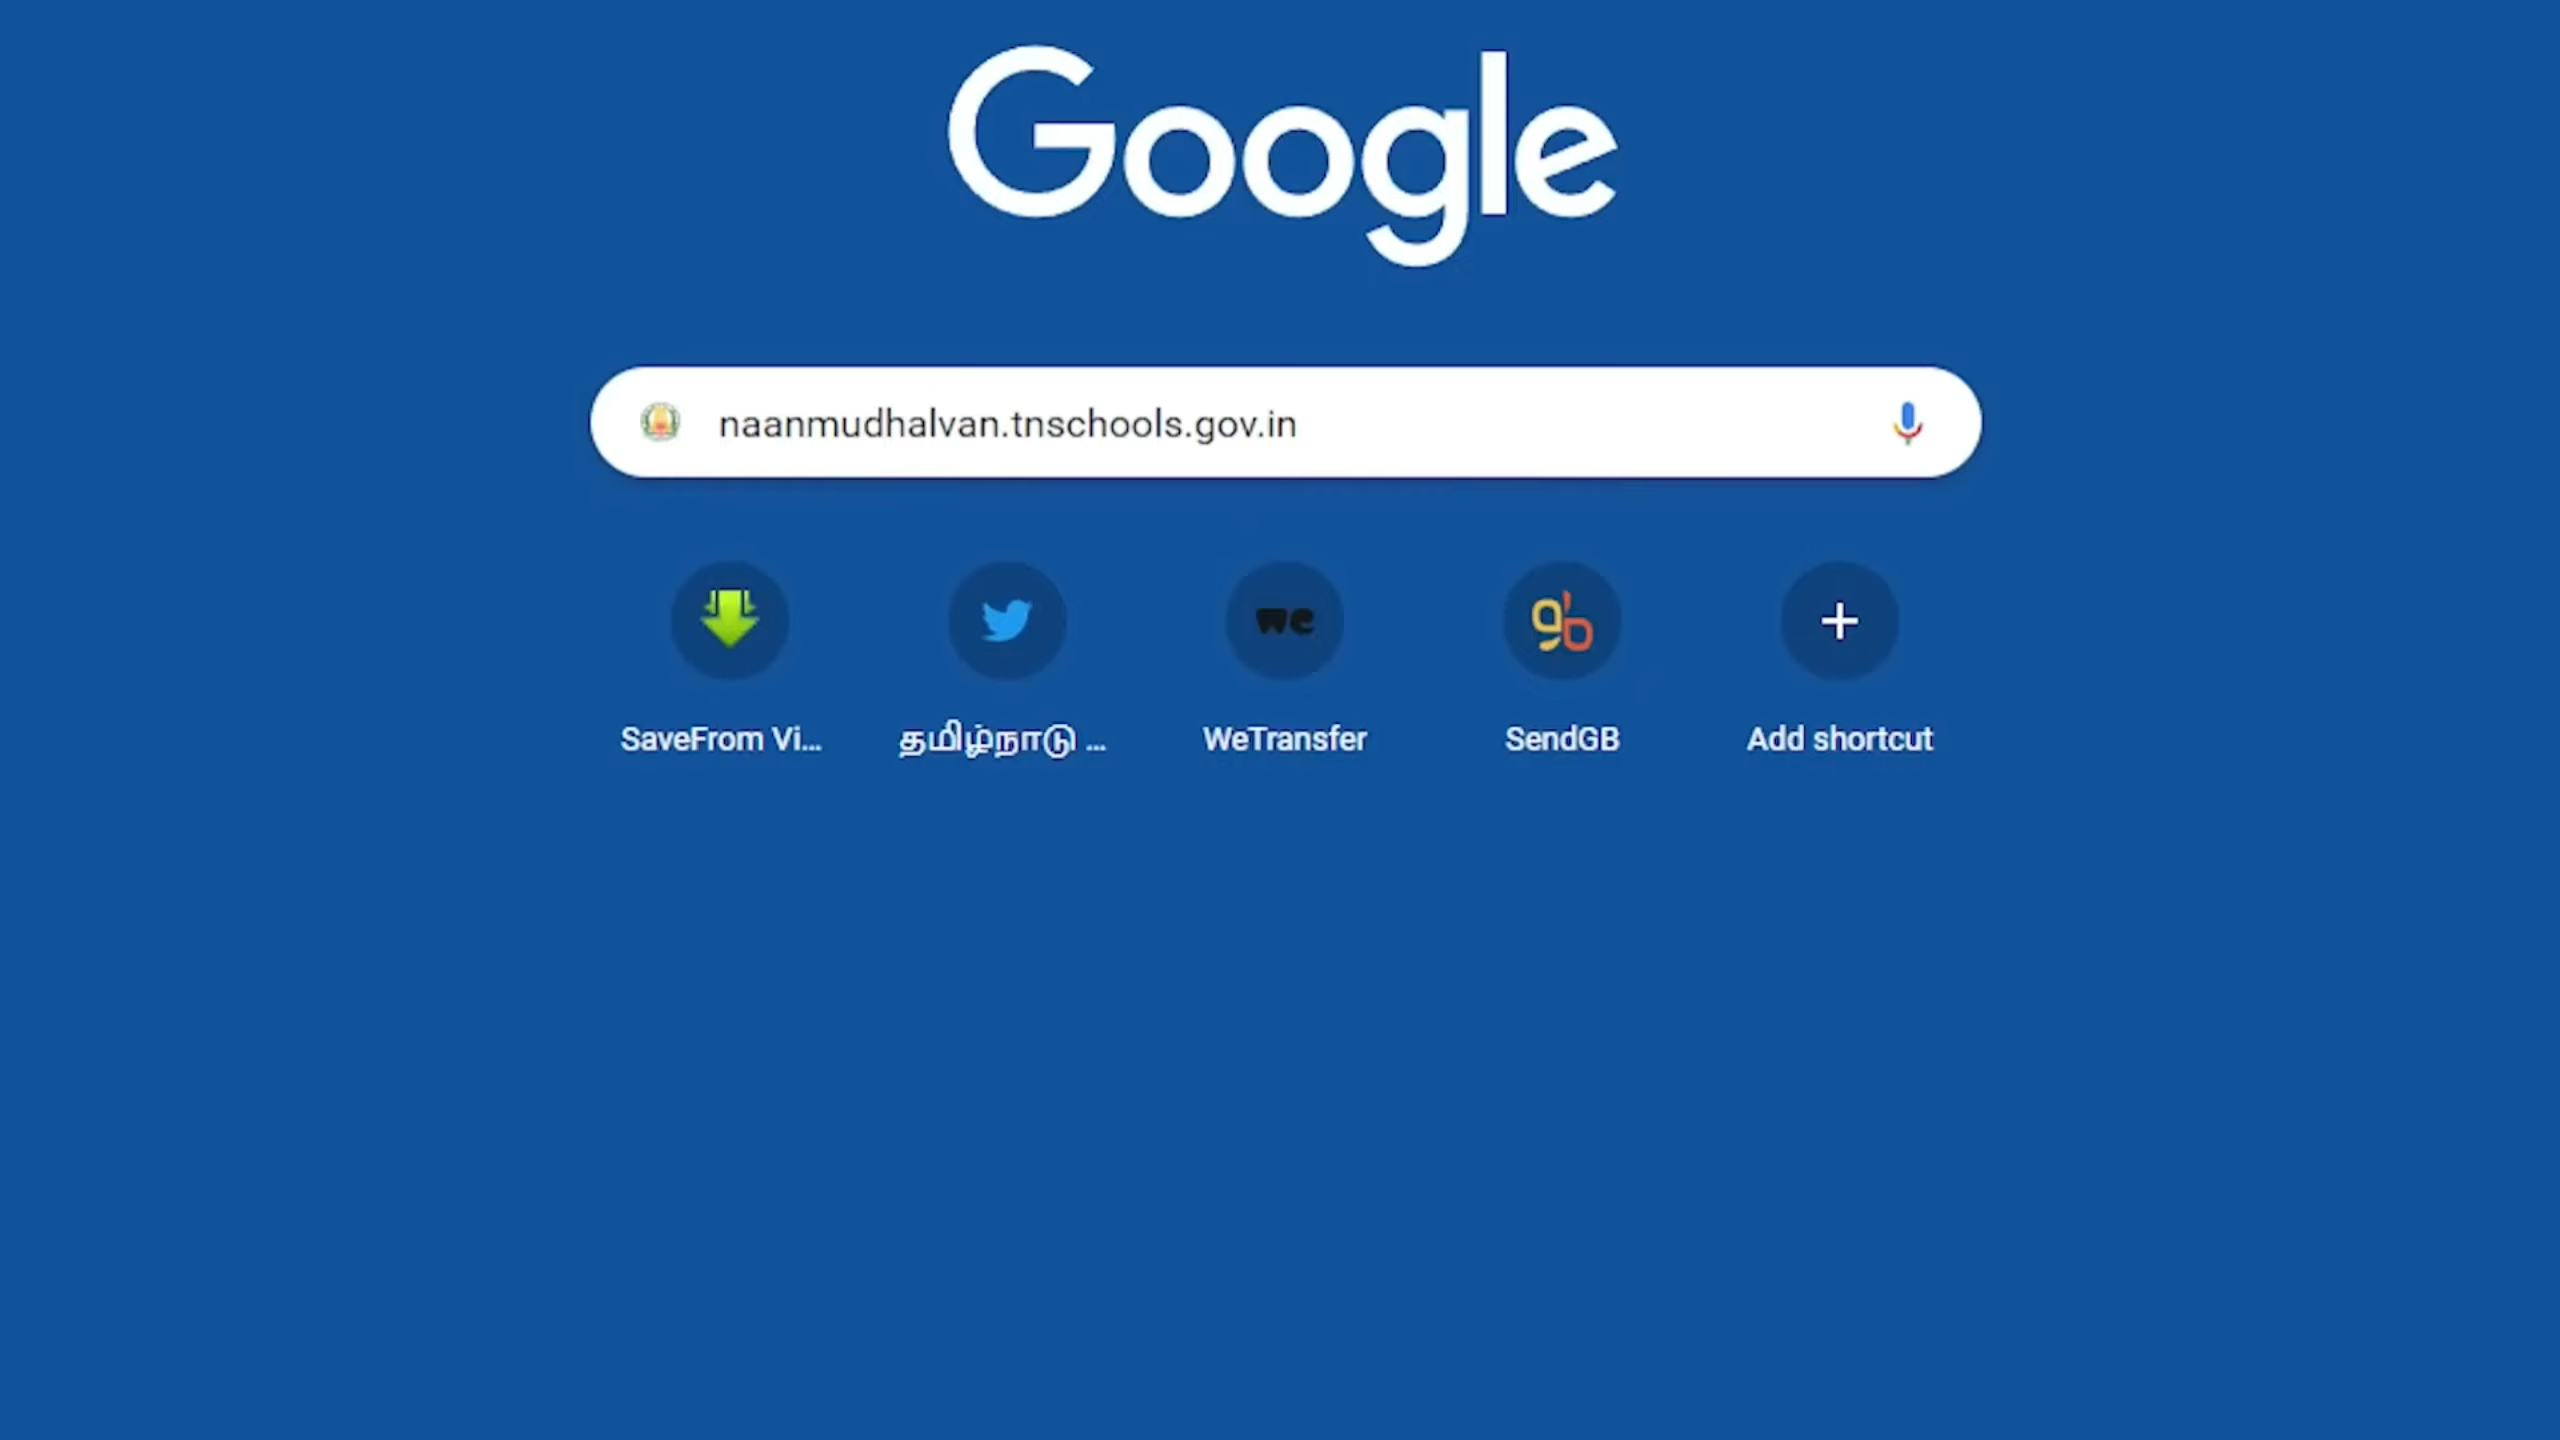 Google
naanmudhalvan.tnschools.gov.in
SaveFrom Vi...
தமிழ்நாடு ...
WeTransfer
SendGB
Add shortcut